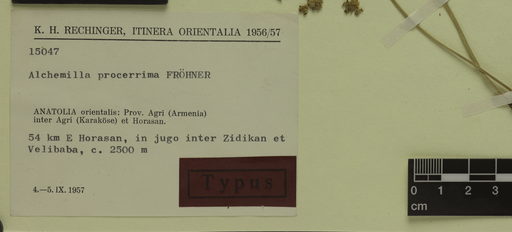 K. H. RECHINGER, ITINERA ORIENTALIA 1956/57
15047
Alchemilla procerrima FRÖHNER
ANATOLIA orientalis: Prov. Agri (Armenia)
inter Agri (Karaköse) et Horasan.
54 km E Horasan, in jugo inter Zidikan et
Velibaba, c. 2500 m
Typus
4.—5. IX. 1957
0 1 2 3
cm